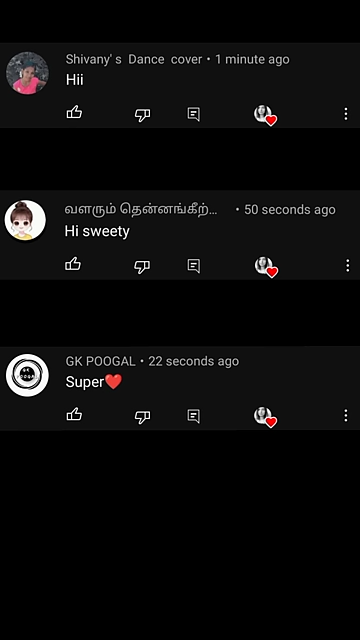 Shivany' s Dance cover • 1 minute ago
Hii
வளரும் தென்னங்கீற்... • 50 seconds ago
Hi sweety
GK POOGAL • 22 seconds ago
Super❤️